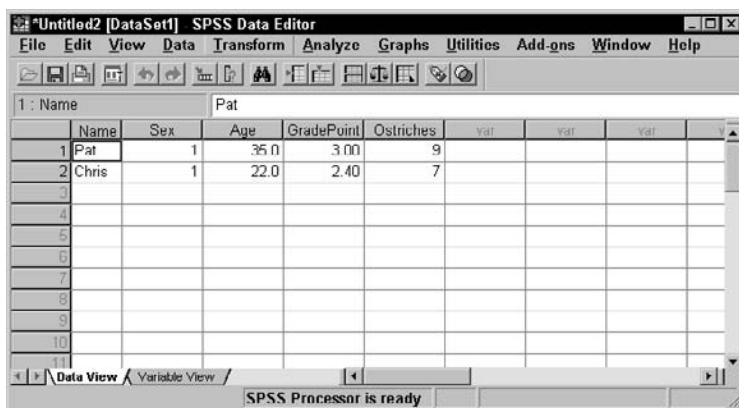 *Untitled2 [DataSet1] - SPSS Data Editor
File Edit View Data Transform Analyze Graphs Utilities Add-ons Window Help
1 : Name Pat
Name Sex Age GradePoint Ostriches var var var v
1 Pat 1 35.0 3.00 9
2 Chris 1 22.0 2.40 7
3
4
5
6
7
8
9
10
11
Data View Variable View
SPSS Processor is ready